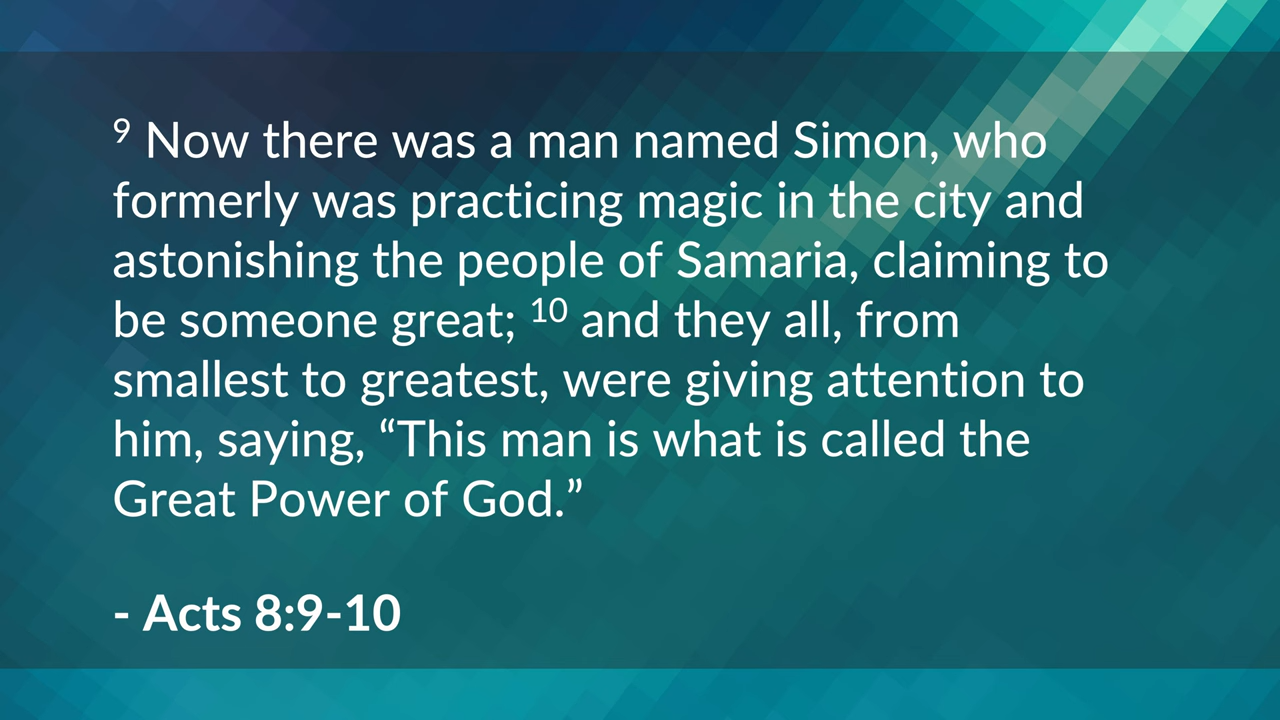 9 Now there was a man named Simon, who
formerly was practicing magic in the city and
astonishing the people of Samaria, claiming to
be someone great; 10 and they all, from
smallest to greatest, were giving attention to
him, saying, “This man is what is called the
Great Power of God.”
- Acts 8:9-10